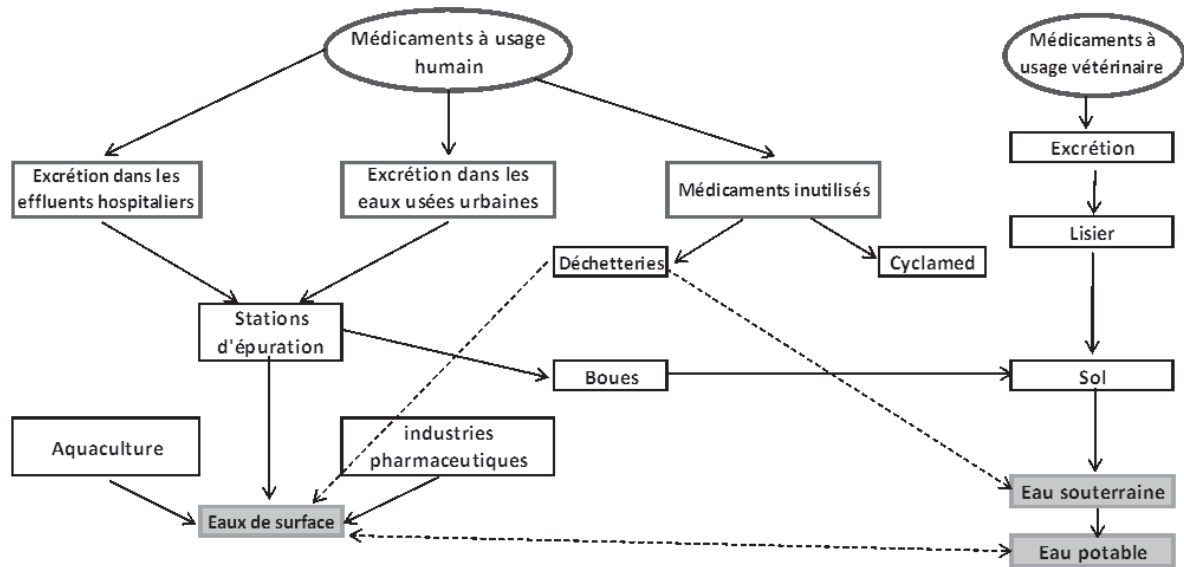 Médicaments à usage
humain
Médicaments à
usage vétérinaire
Excrétion
Excrétion dans les
effluents hospitaliers
Excrétion dans les
eaux usées urbaines
Médicaments inutilisés
Lisier
Déchetteries
Cyclamed
Stations
d'épuration
Boues
Sol
Aquaculture
industries
pharmaceutiques
Eau souterraine
Eaux de surface
Eau potable